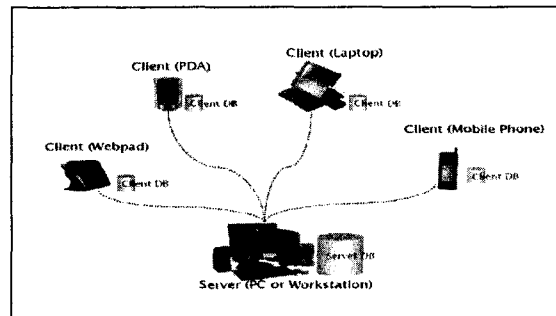 Client (Laptop)
Client (PDA)
Client DB
Client DB
Client (Mobile Phone)
Client (Webpad)
Client DB
Client DB
Server DB
Server (PC or Workstation)